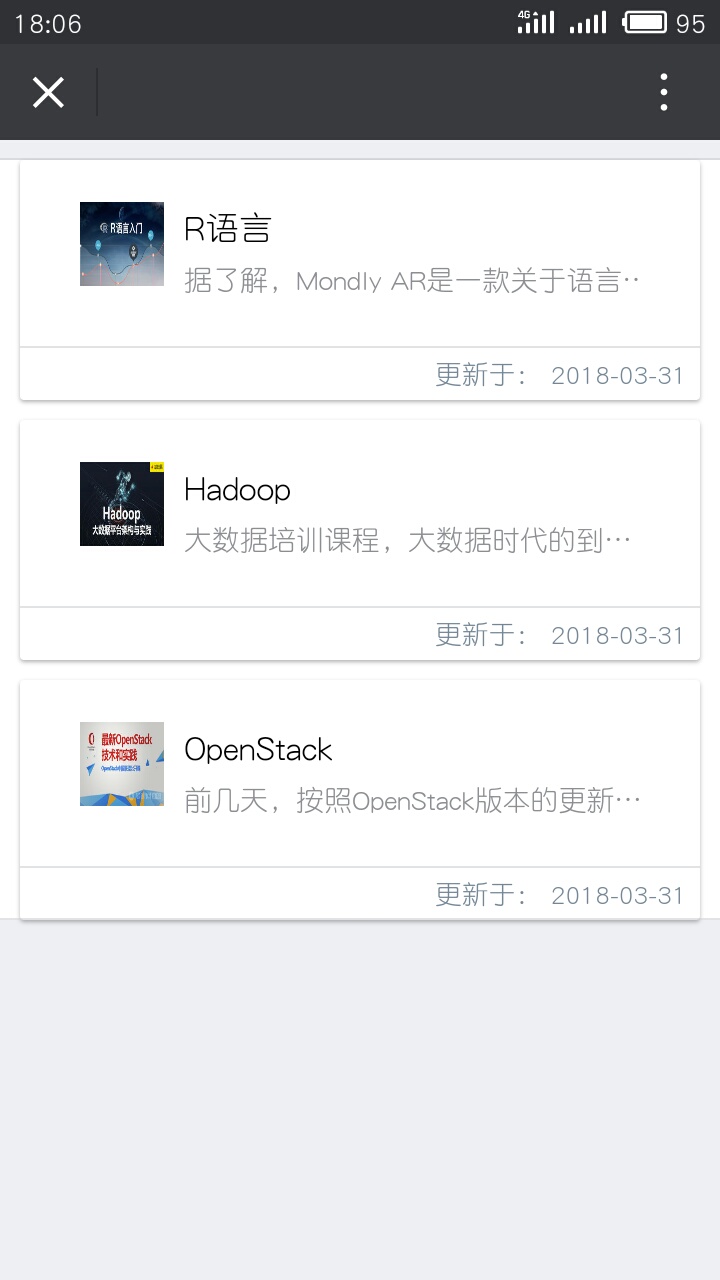 18:06
4G
95
R语言入门
R语言
据了解，Mondly AR是一款关于语言··
更新于： 2018-03-31
Hadoop
大数据平台架构与实践
Hadoop
大数据培训课程，大数据时代的到···
更新于： 2018-03-31
最新OpenStack
技术和实践
OpenStack
前几天，按照OpenStack版本的更新···
更新于： 2018-03-31